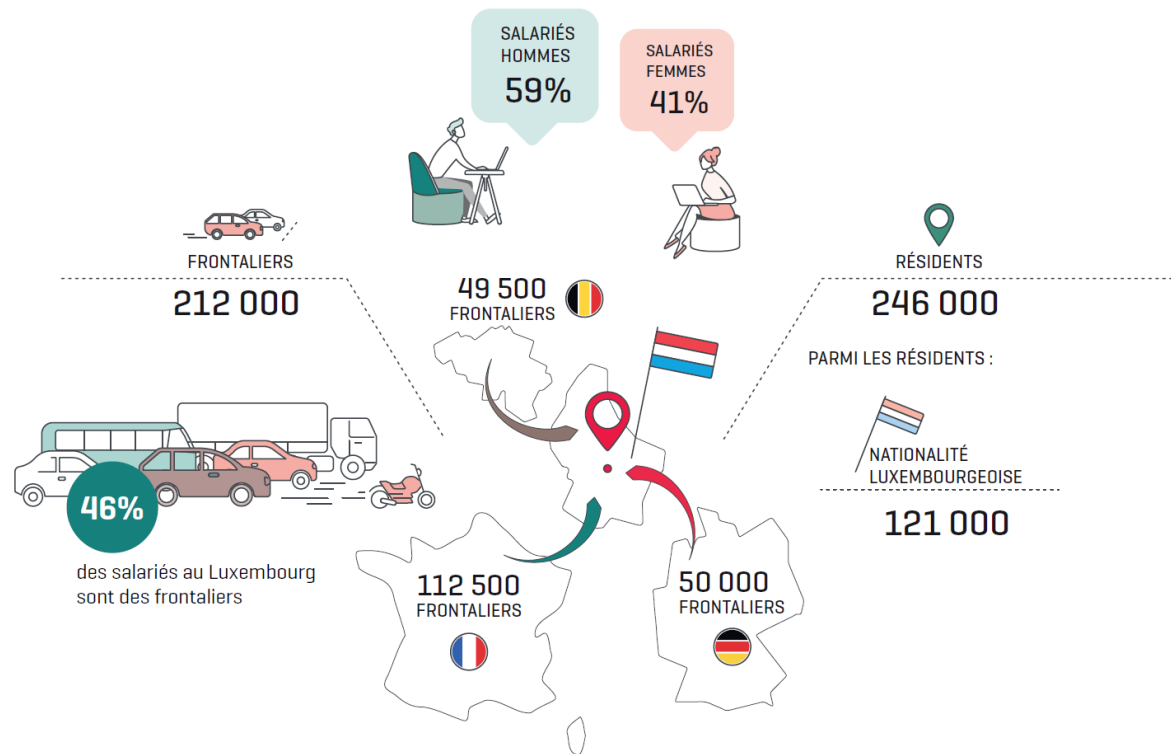 SALARIÉS
HOMMES
59%
SALARIÉS
FEMMES
41%
FRONTALIERS
212 000
49 500
FRONTALIERS
RÉSIDENTS
246 000
PARMI LES RÉSIDENTS :
NATIONALITÉ
LUXEMBOURGEOISE
121 000
46%
des salariés au Luxembourg
sont des frontaliers
112 500
FRONTALIERS
50 000
FRONTALIERS